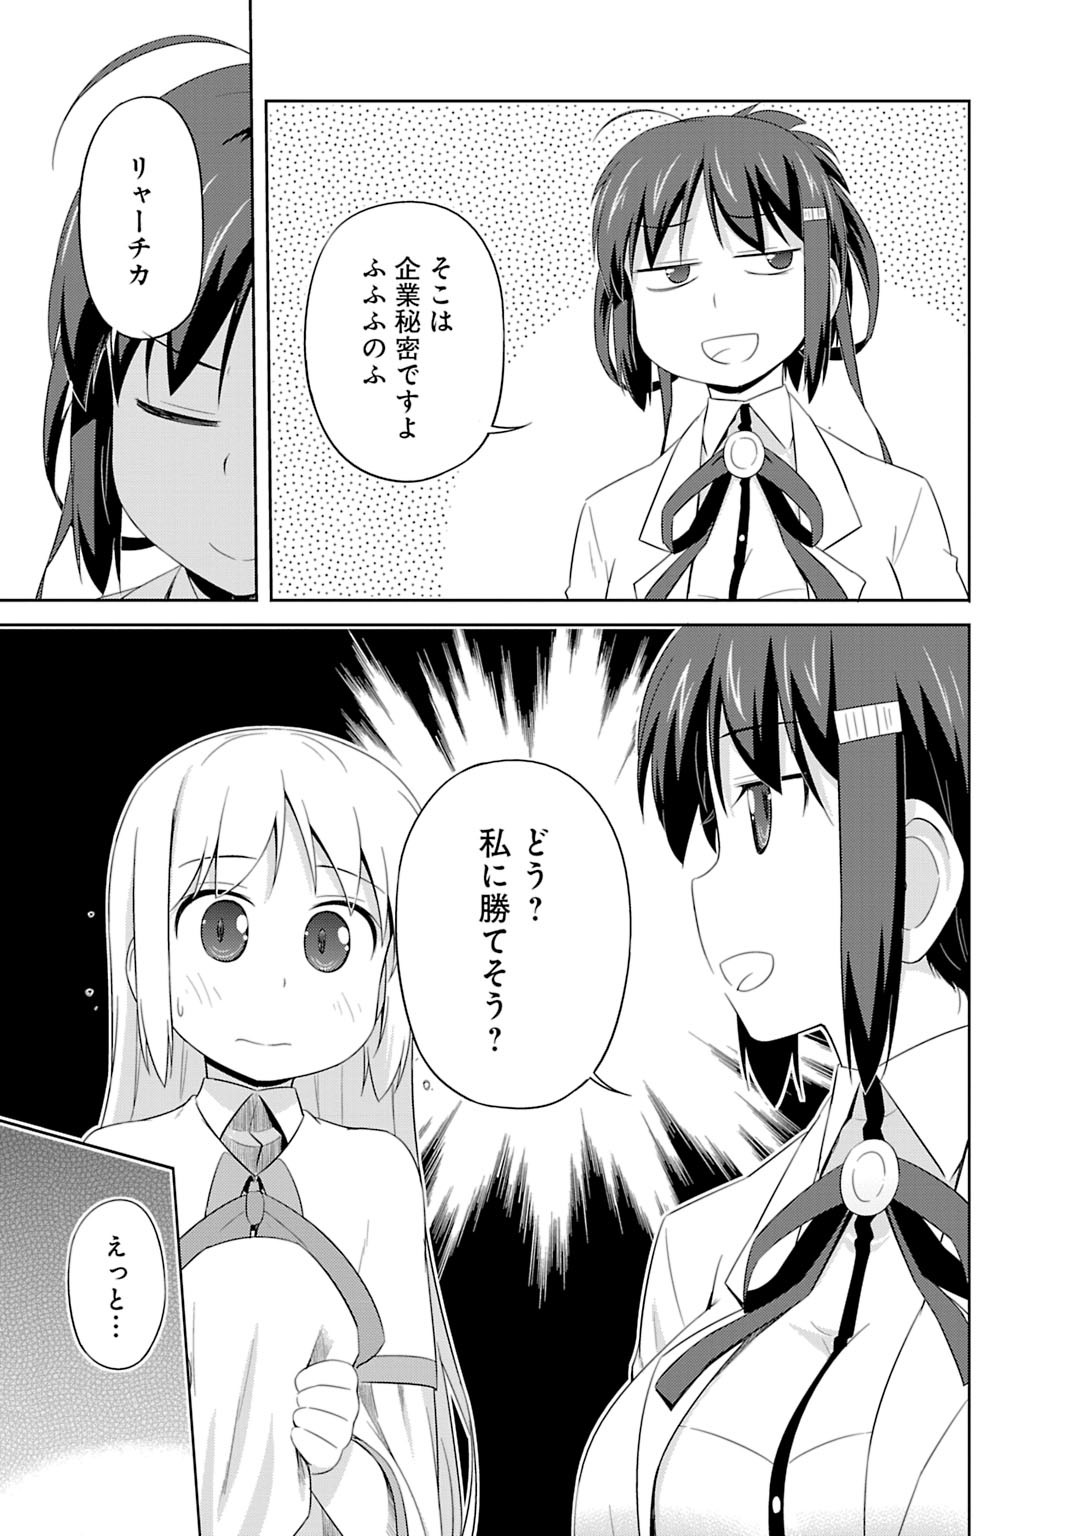 そこは
企業秘密ですよ
ふふふのふ
リャーチカ
どう?
私に勝てそう?
えっと…